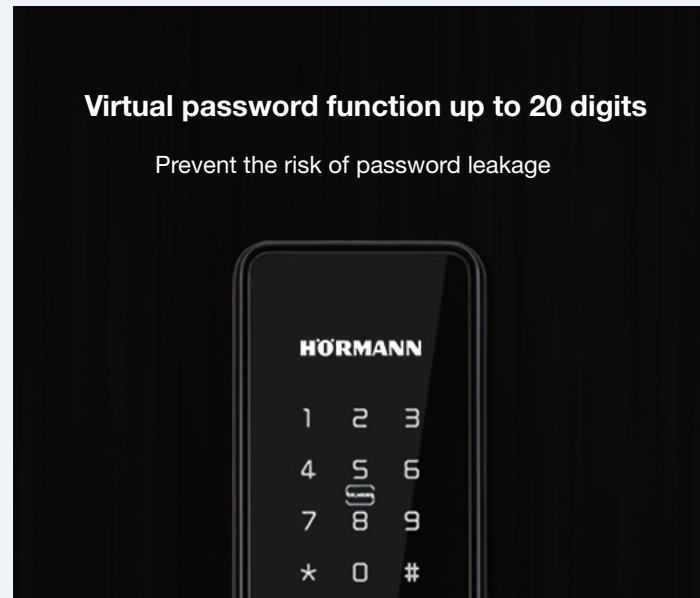 Virtual password function up to 20 digits
Prevent the risk of password leakage
HÖRMANN
1 2 3
4 5 6
7 8 9
* 0 #